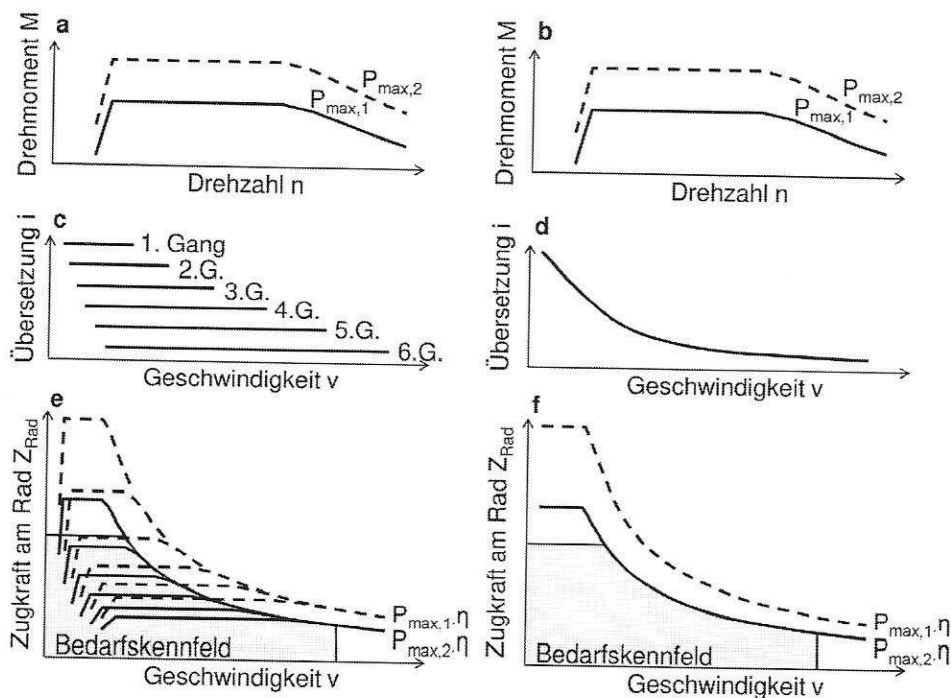 a
Drehmoment M
P max,2
P max,1
Drehzahl n
b
Drehmoment M
P max,2
P max,1
Drehzahl n
c
Übersetzung i
1. Gang
2.G.
3.G.
4.G.
5.G.
6.G.
Geschwindigkeit v
d
Übersetzung i
Geschwindigkeit v
e
Zugkraft am Rad Z Rad
P max,1·η
P max,2·η
Bedarfskennfeld
Geschwindigkeit v
f
Zugkraft am Rad Z Rad
P max,1·η
P max,2·η
Bedarfskennfeld
Geschwindigkeit v